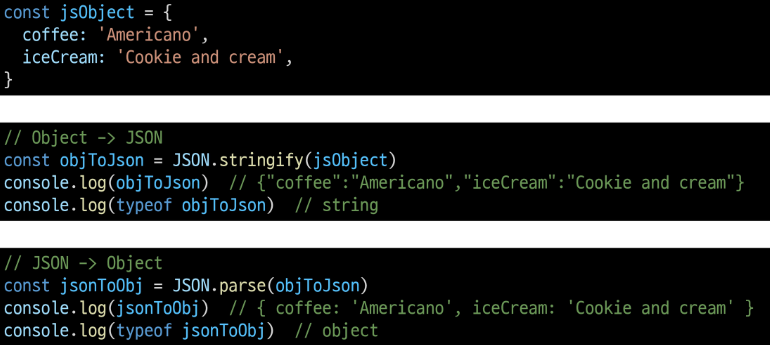 const jsObject = {
  coffee: 'Americano',
  iceCream: 'Cookie and cream',
}
// Object -> JSON
const objToJson = JSON.stringify(jsObject)
console.log(objToJson)  // {"coffee":"Americano","iceCream":"Cookie and cream"}
console.log(typeof objToJson)  // string
// JSON -> Object
const jsonToObj = JSON.parse(objToJson)
console.log(jsonToObj)  // { coffee: 'Americano', iceCream: 'Cookie and cream' }
console.log(typeof jsonToObj)  // object